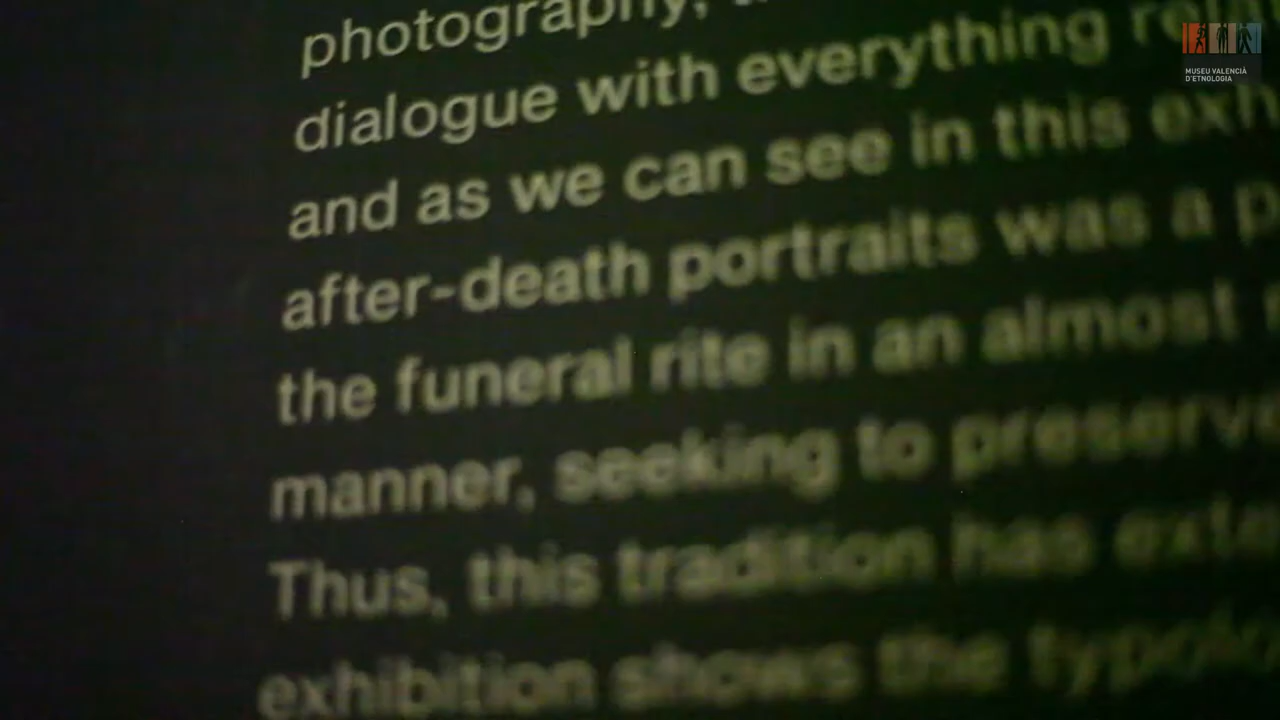 photography,
dialogue with everything
and as we can see in this
after-death portraits was a
the funeral rite in an almost
manner, seeking to preserve
Thus, this tradition has
exhibition shows the
MUSEU VALENCIÀ
D'ETNOLOGIA